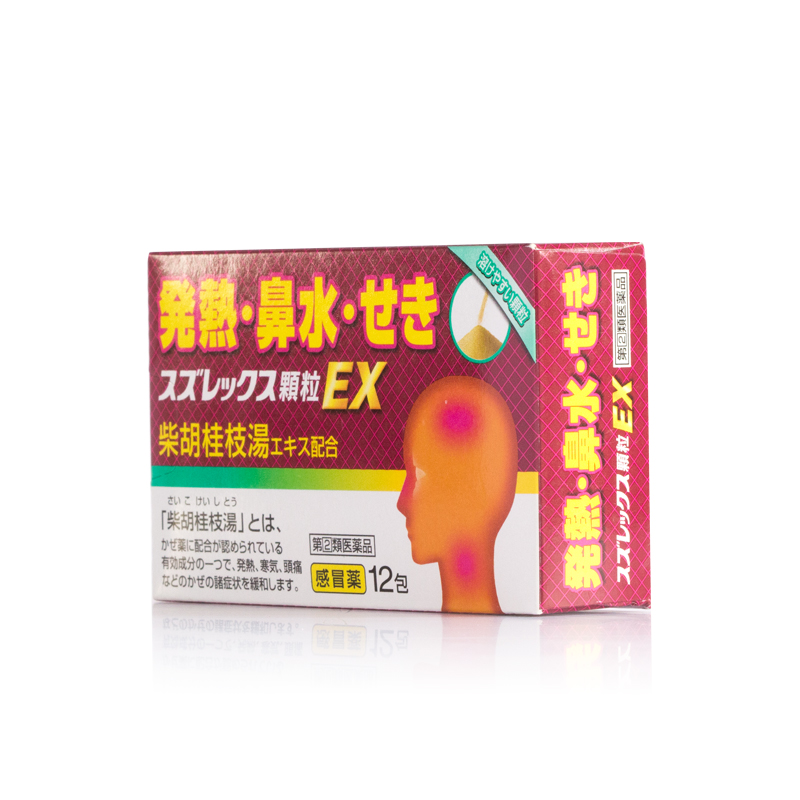 発熱・鼻水・せき
溶けやすい顆粒
スズレックス顆粒EX
柴胡桂枝湯エキス配合
さいこけいしとう
「柴胡桂枝湯」とは、
かぜ薬に配合が認められている
有効成分の一つで、発熱、寒気、頭痛
などのかぜの諸症状を緩和します。
第②類医薬品
感冒薬 12包
発熱・鼻水・せき
スズレックス顆粒EX
第②類医薬品